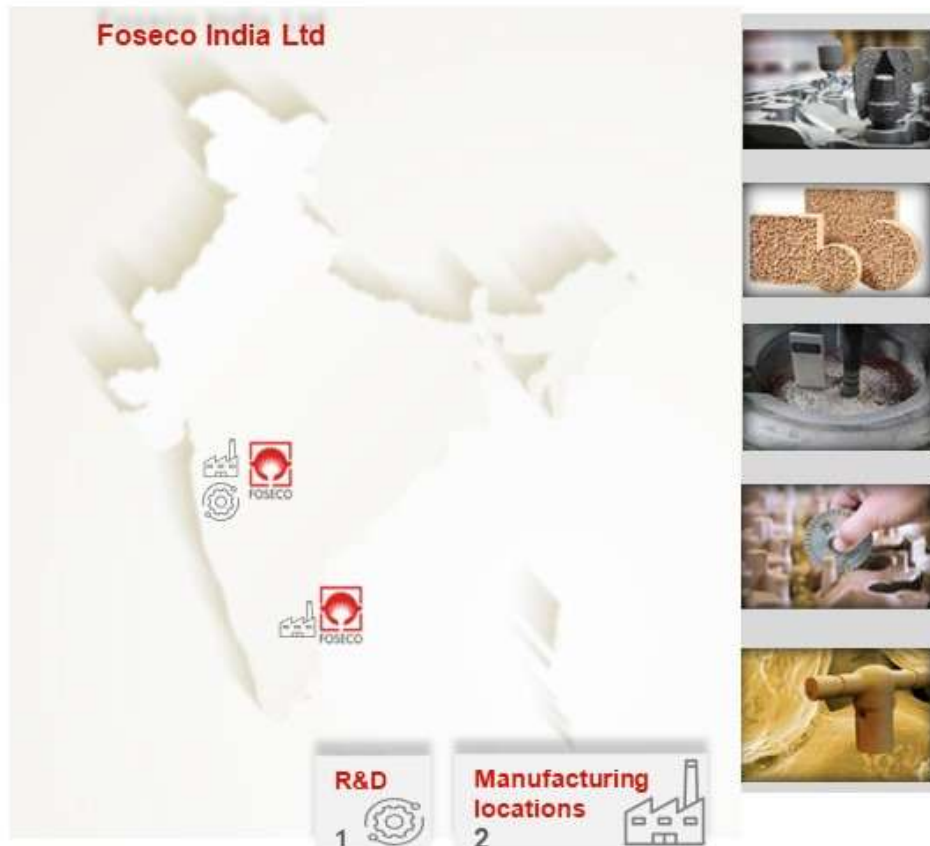 Foseco India Ltd
FOSECO
FOSECO
R&D
1
Manufacturing
locations
2